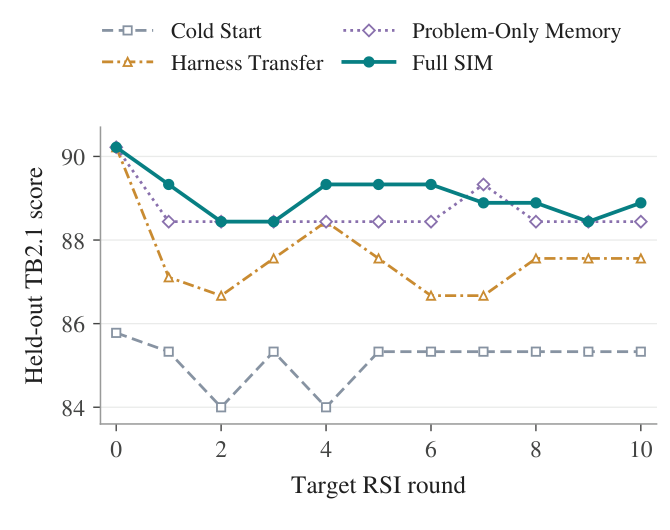 Cold Start
Problem-Only Memory
Harness Transfer
Full SIM
90
88
86
84
Held-out TB2.1 score
0
2
4
6
8
10
Target RSI round